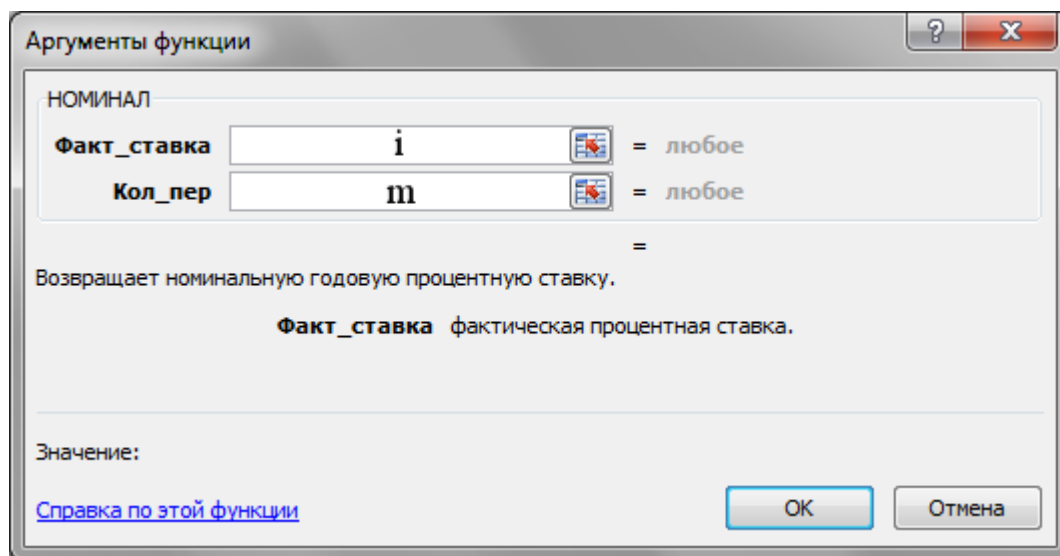 Аргументы функции
НОМИНАЛ
Факт_ставка i = любое
Кол_пер m = любое
=
Возвращает номинальную годовую процентную ставку.
Факт_ставка фактическая процентная ставка.
Значение:
Справка по этой функции
ОК Отмена